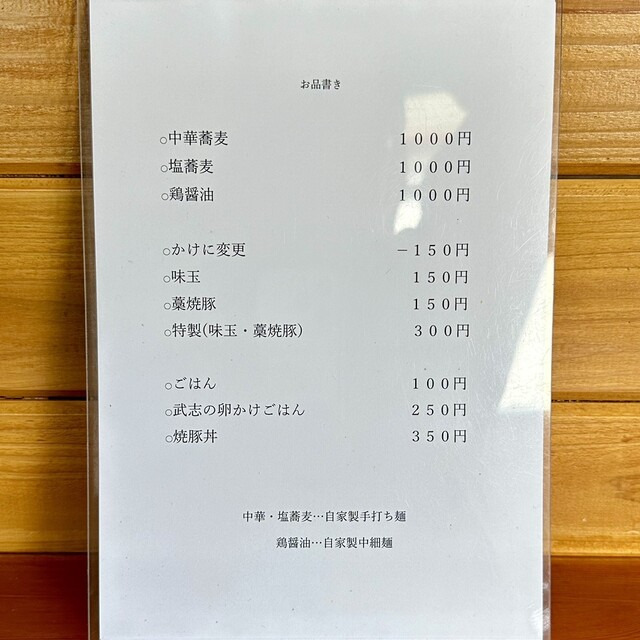 お品書き
○中華蕎麦 １０００円
○塩蕎麦 １０００円
○鶏醤油 １０００円
○かけに変更 －１５０円
○味玉 １５０円
○藁焼豚 １５０円
○特製(味玉・藁焼豚) ３００円
○ごはん １００円
○武志の卵かけごはん ２５０円
○焼豚丼 ３５０円
中華・塩蕎麦…自家製手打ち麺
鶏醤油…自家製中細麺